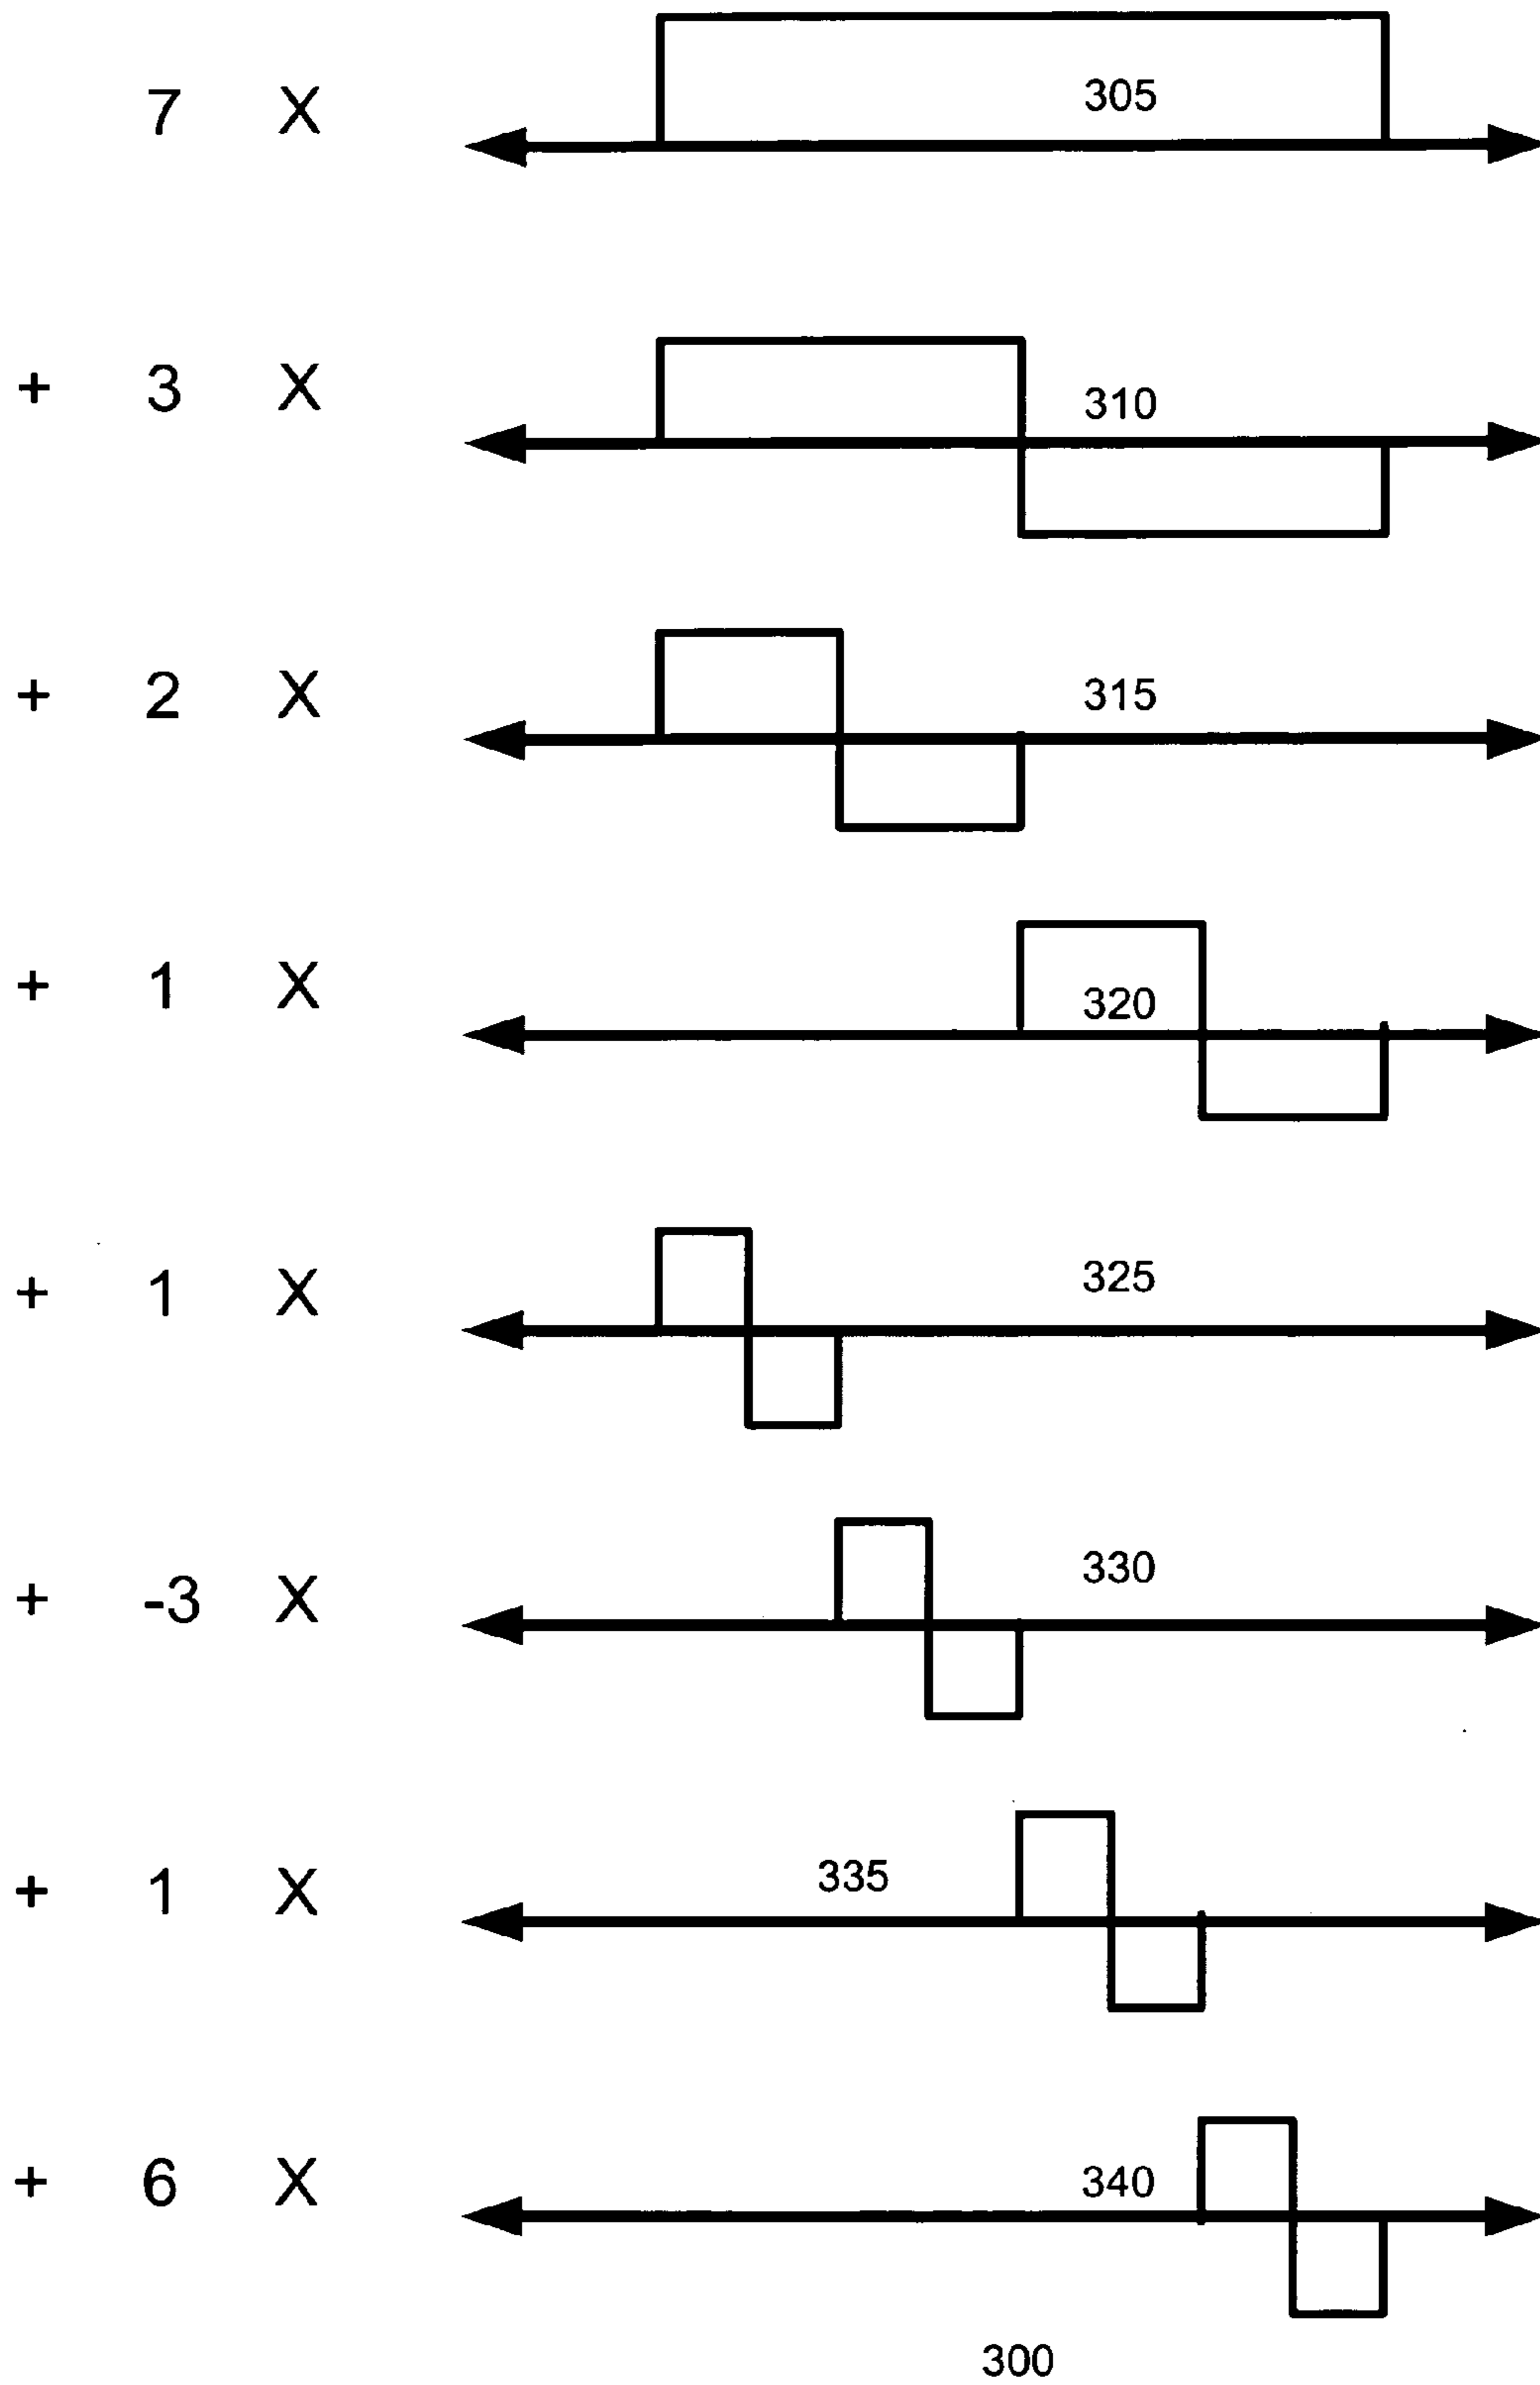 7 X 305
+ 3 X 310
+ 2 X 315
+ 1 X 320
+ 1 X 325
+ -3 X 330
+ 1 X 335
+ 6 X 340
300